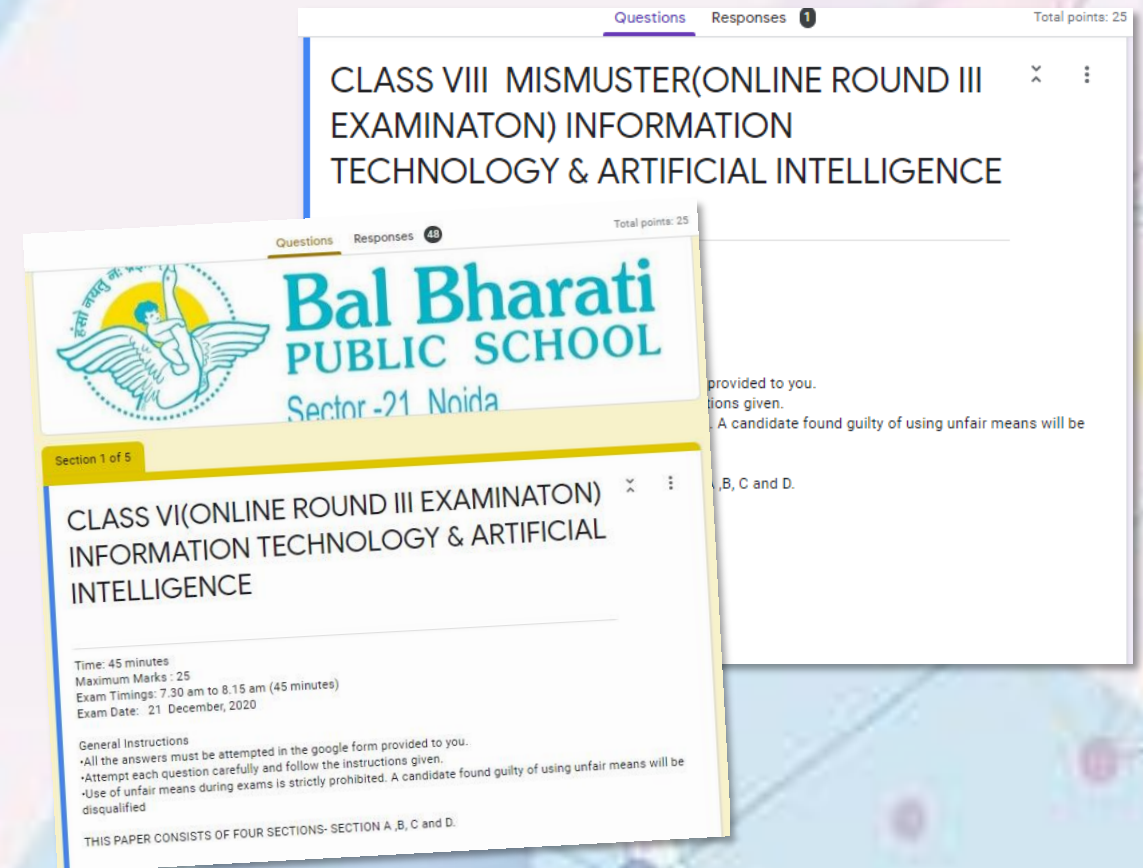 Questions Responses 1 Total points: 25
CLASS VIII MISMUSTER(ONLINE ROUND III
EXAMINATON) INFORMATION
TECHNOLOGY & ARTIFICIAL INTELLIGENCE
provided to you.
tions given.
. A candidate found guilty of using unfair means will be
,B, C and D.
Questions Responses 48 Total points: 25
हंसो नयतु नः
Bal Bharati
PUBLIC SCHOOL
Sector -21 Noida
Section 1 of 5
CLASS VI(ONLINE ROUND III EXAMINATON)
INFORMATION TECHNOLOGY & ARTIFICIAL
INTELLIGENCE
Time: 45 minutes
Maximum Marks : 25
Exam Timings: 7.30 am to 8.15 am (45 minutes)
Exam Date: 21 December, 2020
General Instructions
•All the answers must be attempted in the google form provided to you.
•Attempt each question carefully and follow the instructions given.
•Use of unfair means during exams is strictly prohibited. A candidate found guilty of using unfair means will be
disqualified
THIS PAPER CONSISTS OF FOUR SECTIONS- SECTION A ,B, C and D.